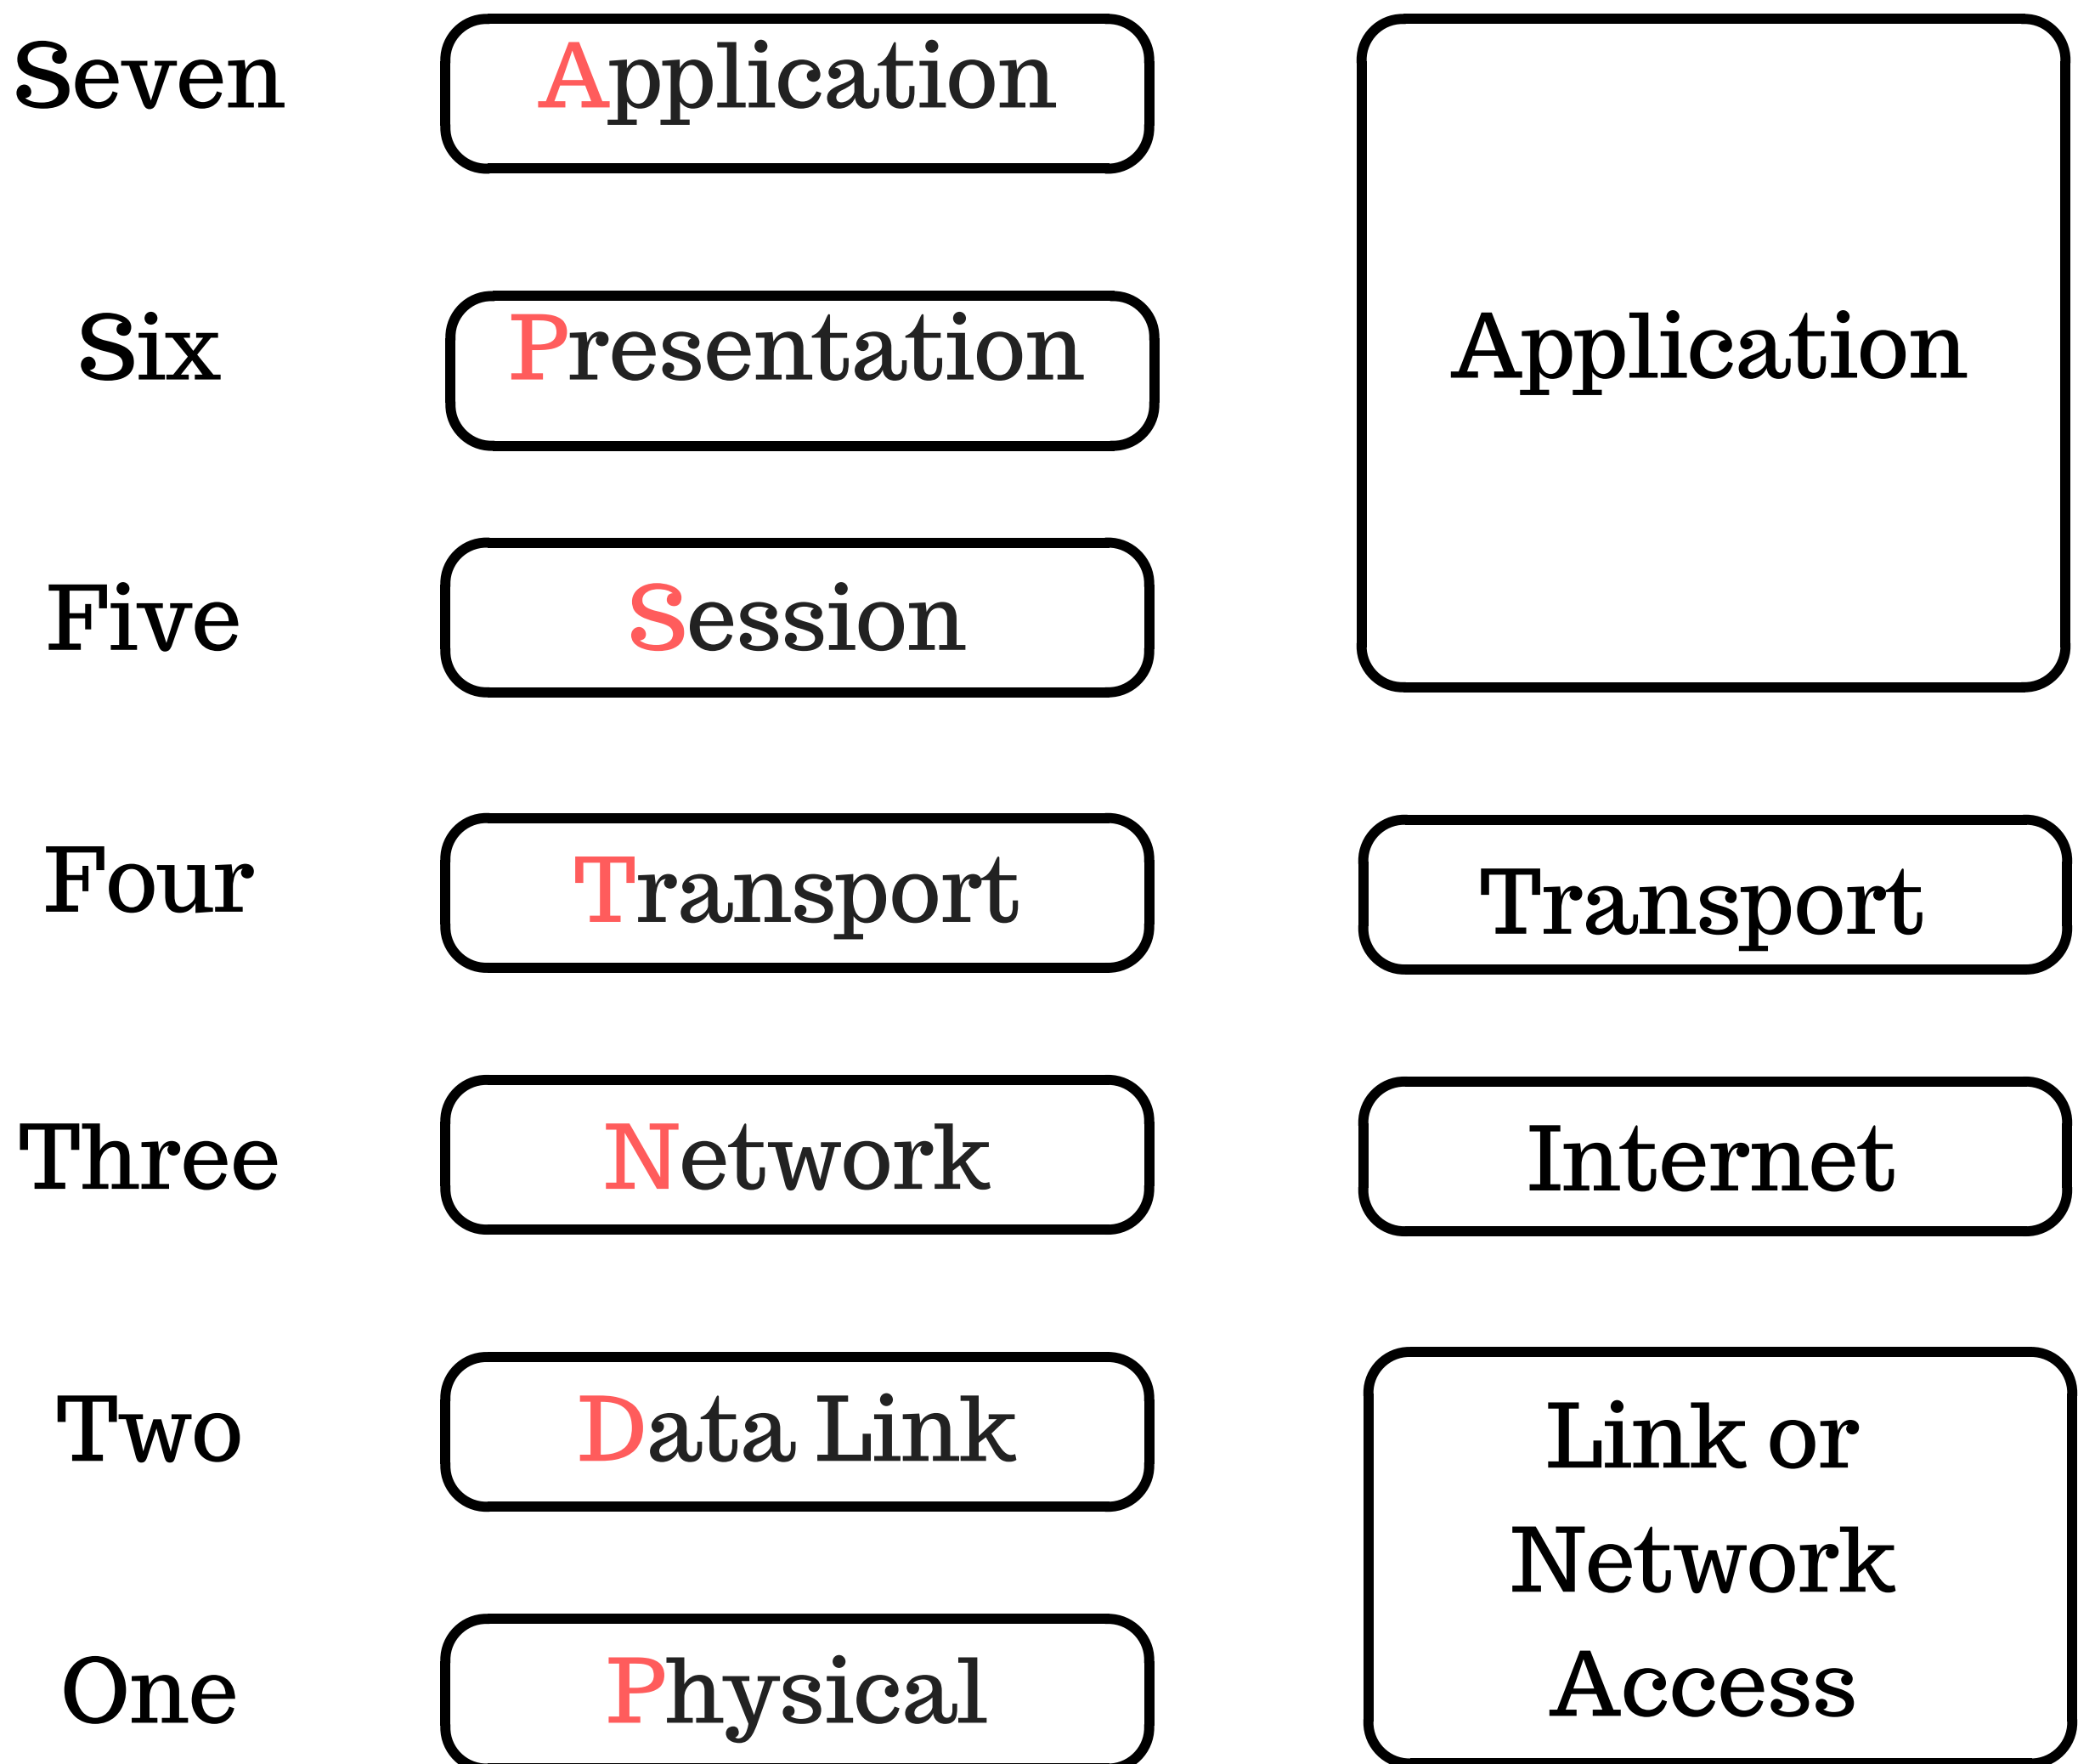 Seven
Application
Six
Presentation
Application
Five
Session
Four
Transport
Transport
Three
Network
Internet
Two
Data Link
Link or
Network
One
Physical
Access